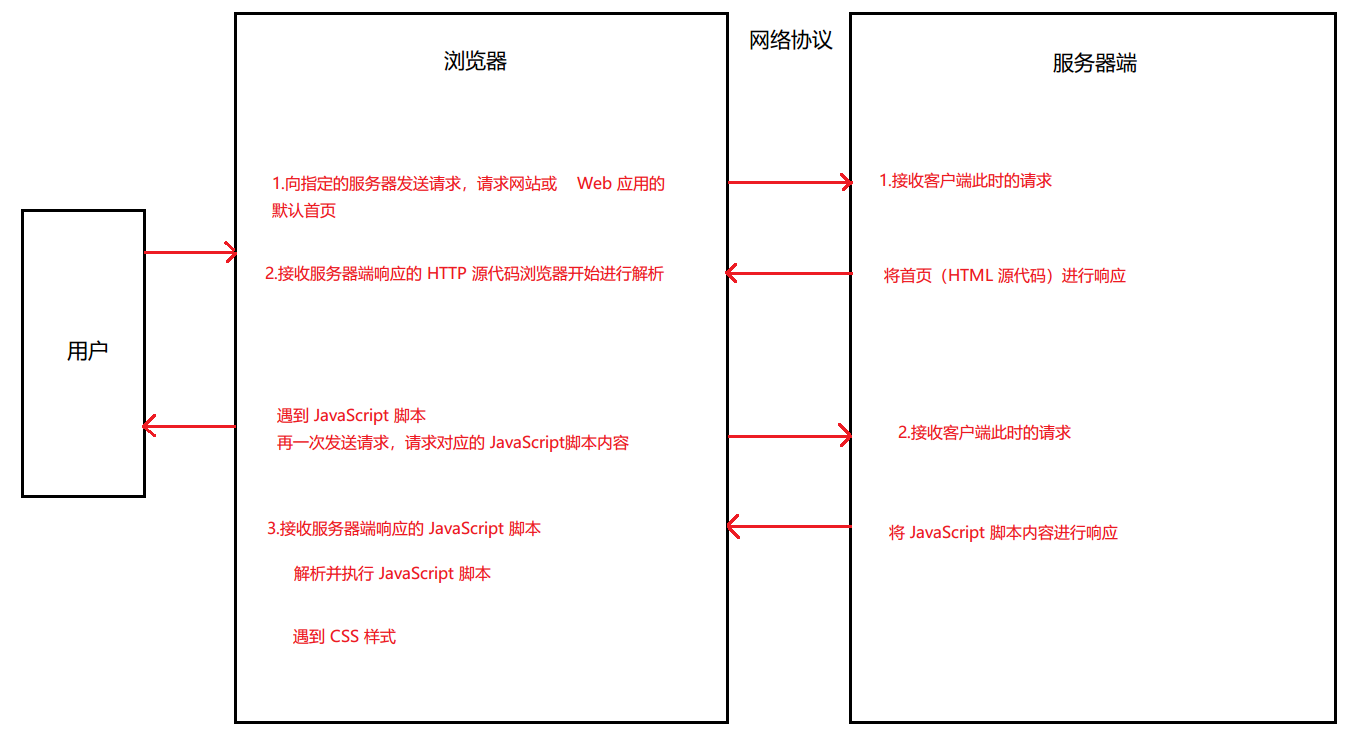 浏览器
网络协议
服务器端
用户
1.向指定的服务器发送请求，请求网站或 Web 应用的
默认首页
1.接收客户端此时的请求
2.接收服务器端响应的 HTTP 源代码浏览器开始进行解析
将首页（HTML 源代码）进行响应
遇到 JavaScript 脚本
再一次发送请求，请求对应的 JavaScript脚本内容
2.接收客户端此时的请求
3.接收服务器端响应的 JavaScript 脚本
将 JavaScript 脚本内容进行响应
解析并执行 JavaScript 脚本
遇到 CSS 样式